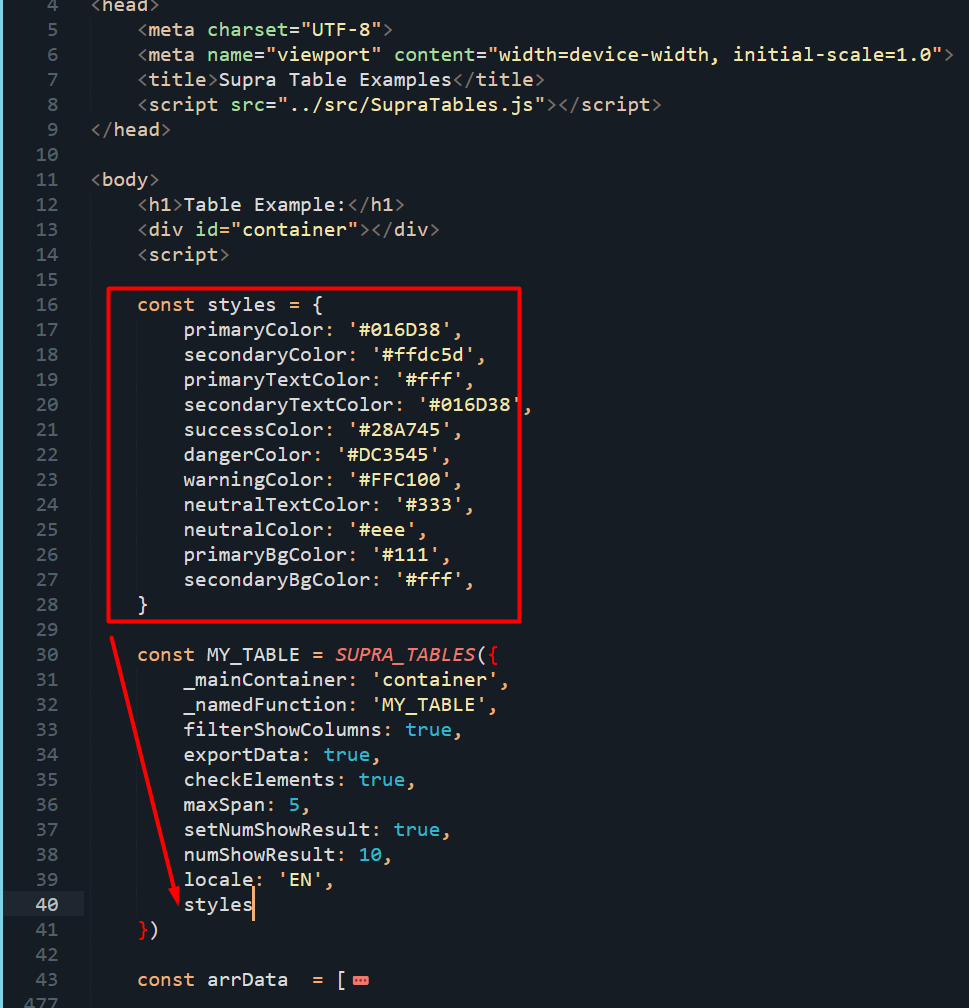 4 <head>
5 <meta charset="UTF-8">
6 <meta name="viewport" content="width=device-width, initial-scale=1.0">
7 <title>Supra Table Examples</title>
8 <script src="../src/SupraTables.js"></script>
9 </head>
10
11 <body>
12 <h1>Table Example:</h1>
13 <div id="container"></div>
14 <script>
15
16 const styles = {
17 primaryColor: '#016D38',
18 secondaryColor: '#ffdc5d',
19 primaryTextColor: '#fff',
20 secondaryTextColor: '#016D38',
21 successColor: '#28A745',
22 dangerColor: '#DC3545',
23 warningColor: '#FFC100',
24 neutralTextColor: '#333',
25 neutralColor: '#eee',
26 primaryBgColor: '#111',
27 secondaryBgColor: '#fff',
28 }
29
30 const MY_TABLE = SUPRA_TABLES({
31 _mainContainer: 'container',
32 _namedFunction: 'MY_TABLE',
33 filterShowColumns: true,
34 exportData: true,
35 checkElements: true,
36 maxSpan: 5,
37 setNumShowResult: true,
38 numShowResult: 10,
39 locale: 'EN',
40 styles
41 })
42
43 const arrData = [
477